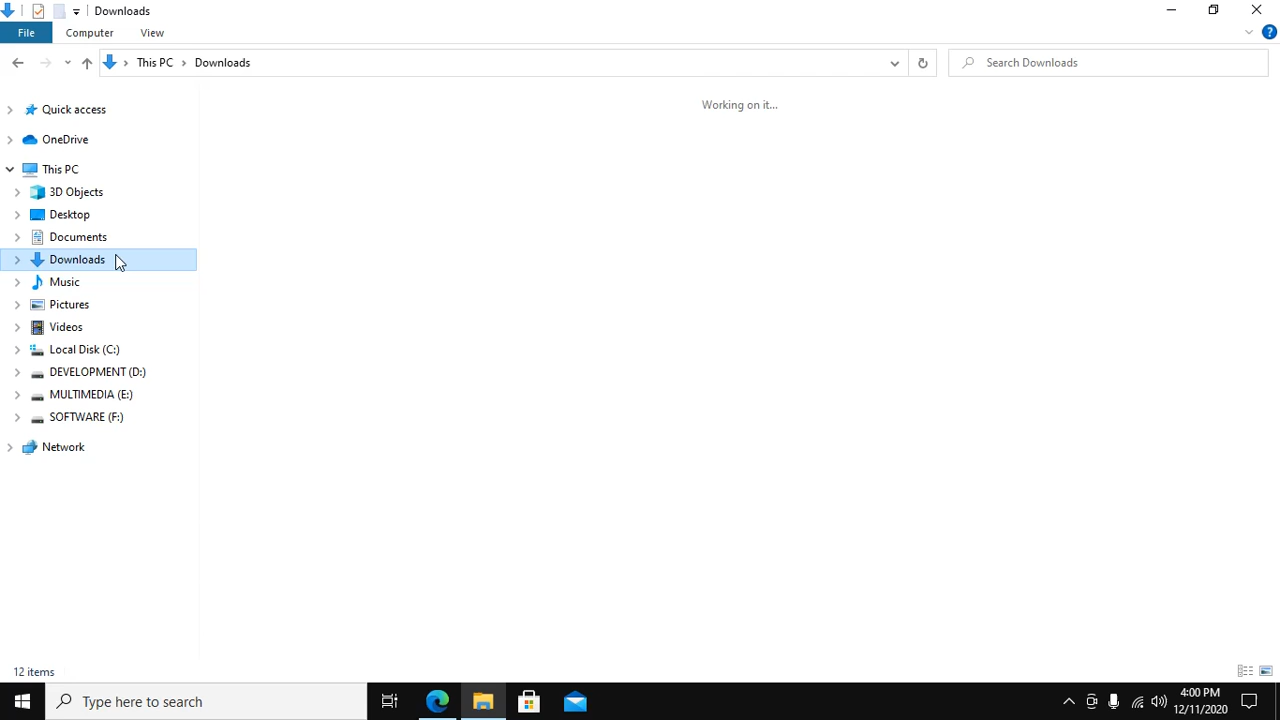 Downloads
File Computer View
This PC Downloads Search Downloads
Working on it...
Quick access
OneDrive
This PC
3D Objects
Desktop
Documents
Downloads
Music
Pictures
Videos
Local Disk (C:)
DEVELOPMENT (D:)
MULTIMEDIA (E:)
SOFTWARE (F:)
Network
12 items
Type here to search
4:00 PM
12/11/2020